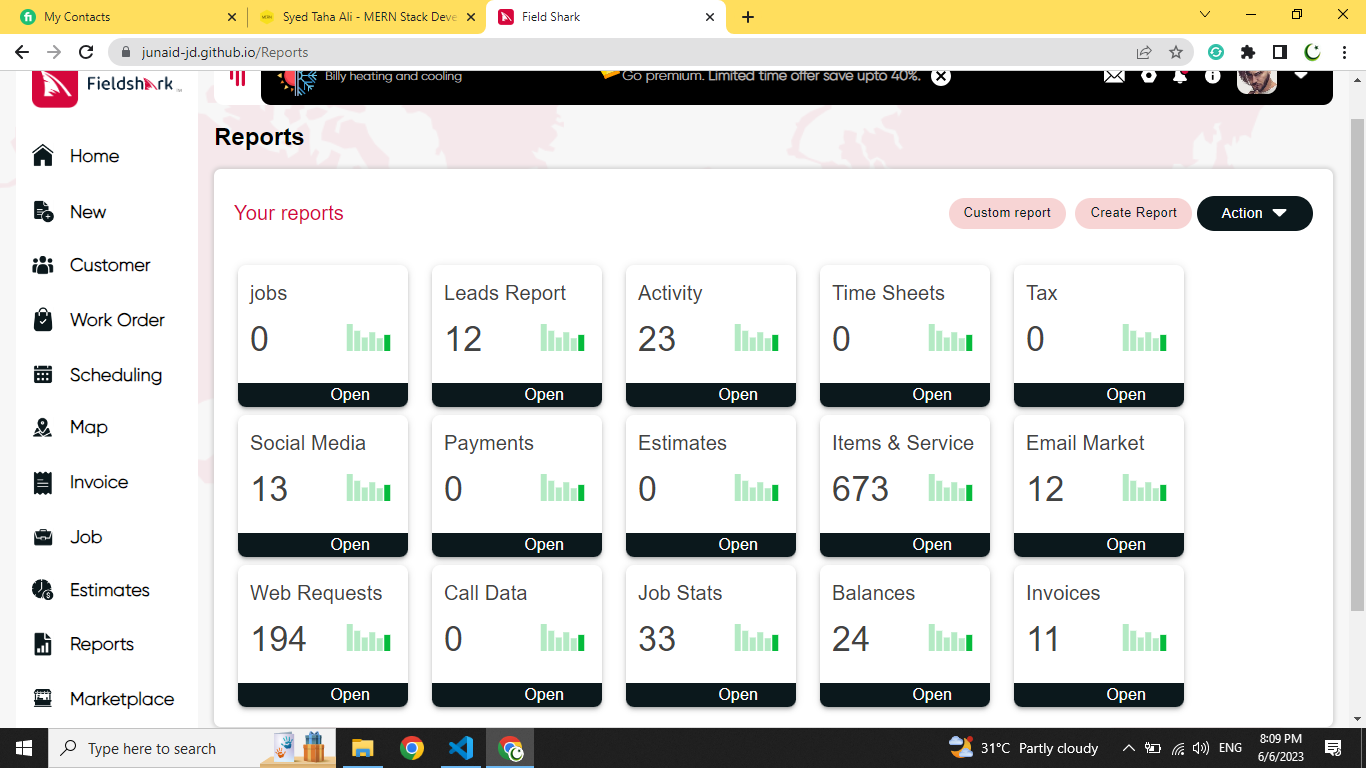 My Contacts
Syed Taha Ali - MERN Stack Deve
Field Shark
junaid-jd.github.io/Reports
Fieldshark
Billy heating and cooling
Go premium. Limited time offer save upto 40%.
Reports
Home
New
Customer
Work Order
Scheduling
Map
Invoice
Job
Estimates
Reports
Marketplace
Your reports
Custom report
Create Report
Action
jobs
0
Open
Leads Report
12
Open
Activity
23
Open
Time Sheets
0
Open
Tax
0
Open
Social Media
13
Open
Payments
0
Open
Estimates
0
Open
Items & Service
673
Open
Email Market
12
Open
Web Requests
194
Open
Call Data
0
Open
Job Stats
33
Open
Balances
24
Open
Invoices
11
Open
Type here to search
31°C Partly cloudy
ENG
8:09 PM
6/6/2023